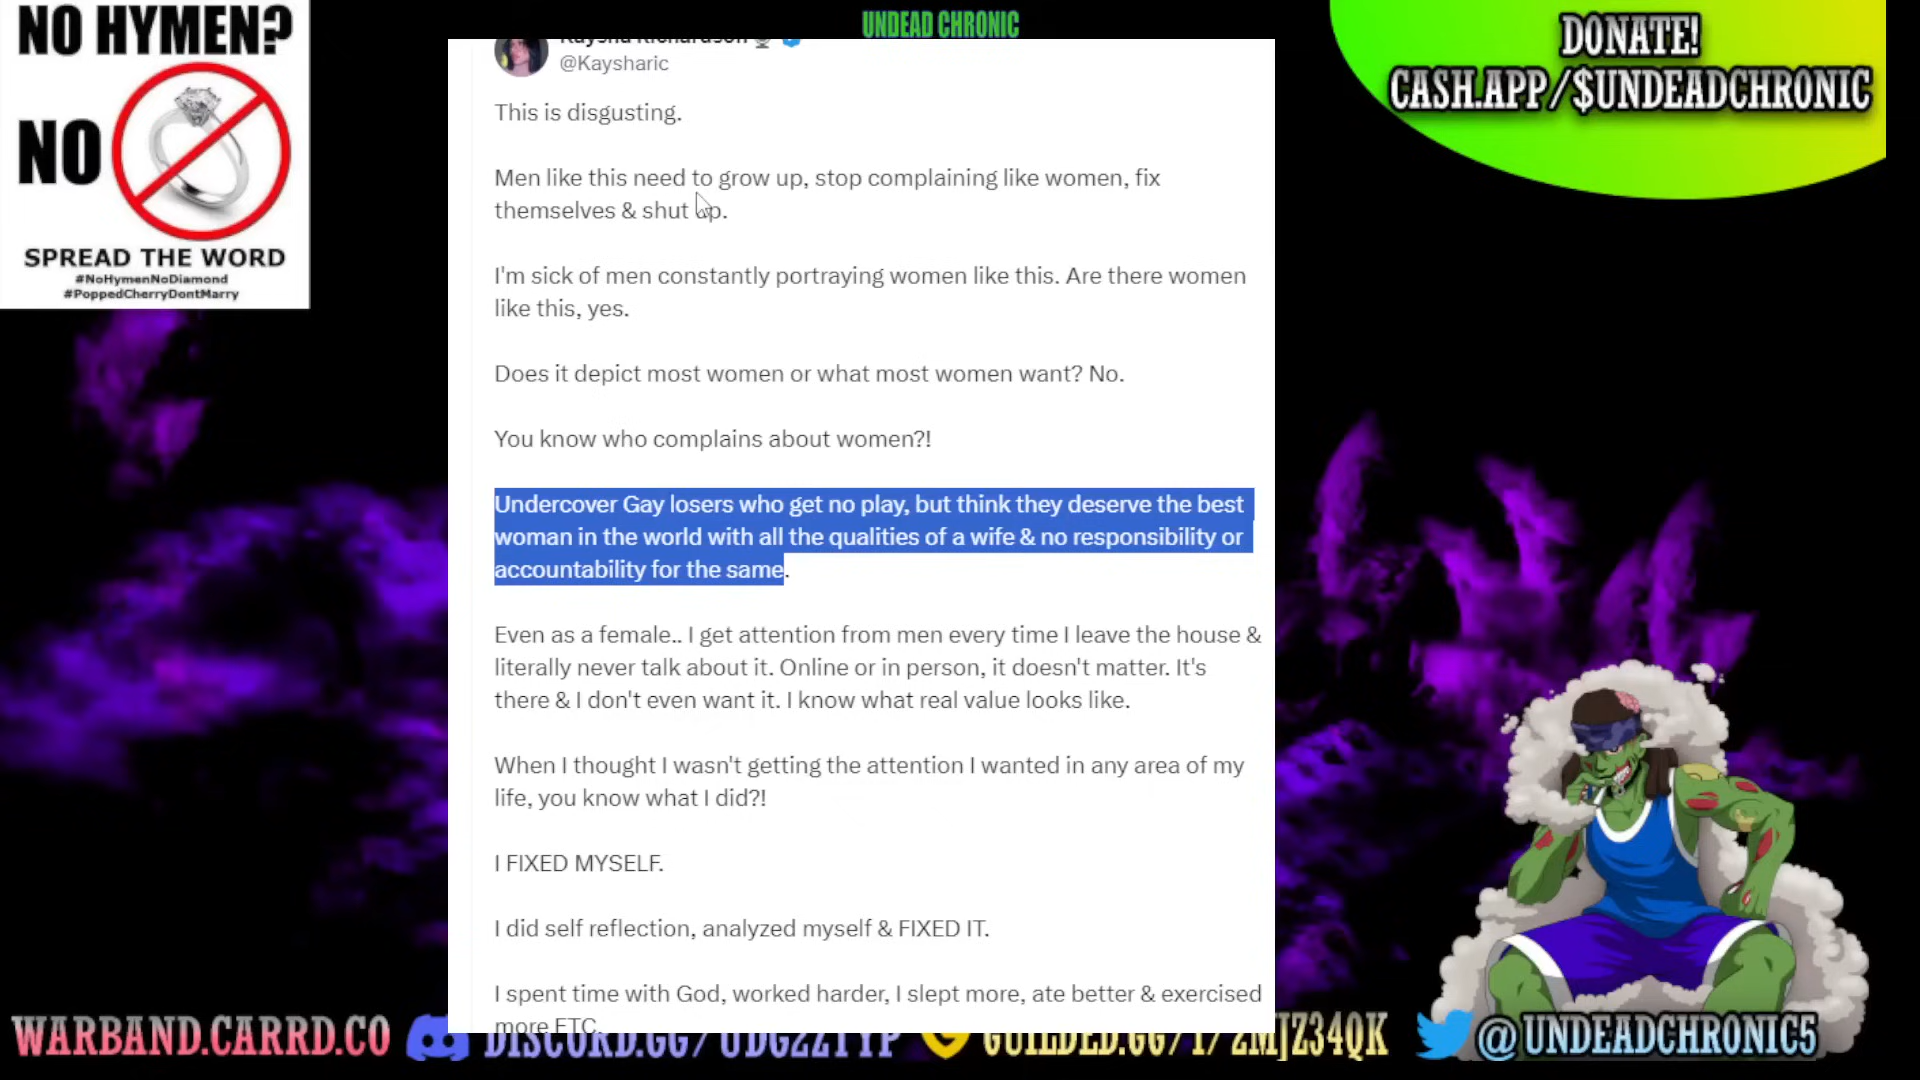 NO HYMEN?
NO
SPREAD THE WORD
#NoHymenNoDiamond
#PoppedCherryDontMarry
UNDEAD CHRONIC
DONATE!
CASH.APP/$UNDEADCHRONIC
@Kaysharic
This is disgusting.
Men like this need to grow up, stop complaining like women, fix
themselves & shut up.
I'm sick of men constantly portraying women like this. Are there women
like this, yes.
Does it depict most women or what most women want? No.
You know who complains about women?!
Undercover Gay losers who get no play, but think they deserve the best
woman in the world with all the qualities of a wife & no responsibility or
accountability for the same.
Even as a female.. I get attention from men every time I leave the house &
literally never talk about it. Online or in person, it doesn't matter. It's
there & I don't even want it. I know what real value looks like.
When I thought I wasn't getting the attention I wanted in any area of my
life, you know what I did?!
I FIXED MYSELF.
I did self reflection, analyzed myself & FIXED IT.
I spent time with God, worked harder, I slept more, ate better & exercised
more ETC.
WARBAND.CARRD.CO
@UNDEADCHRONIC5